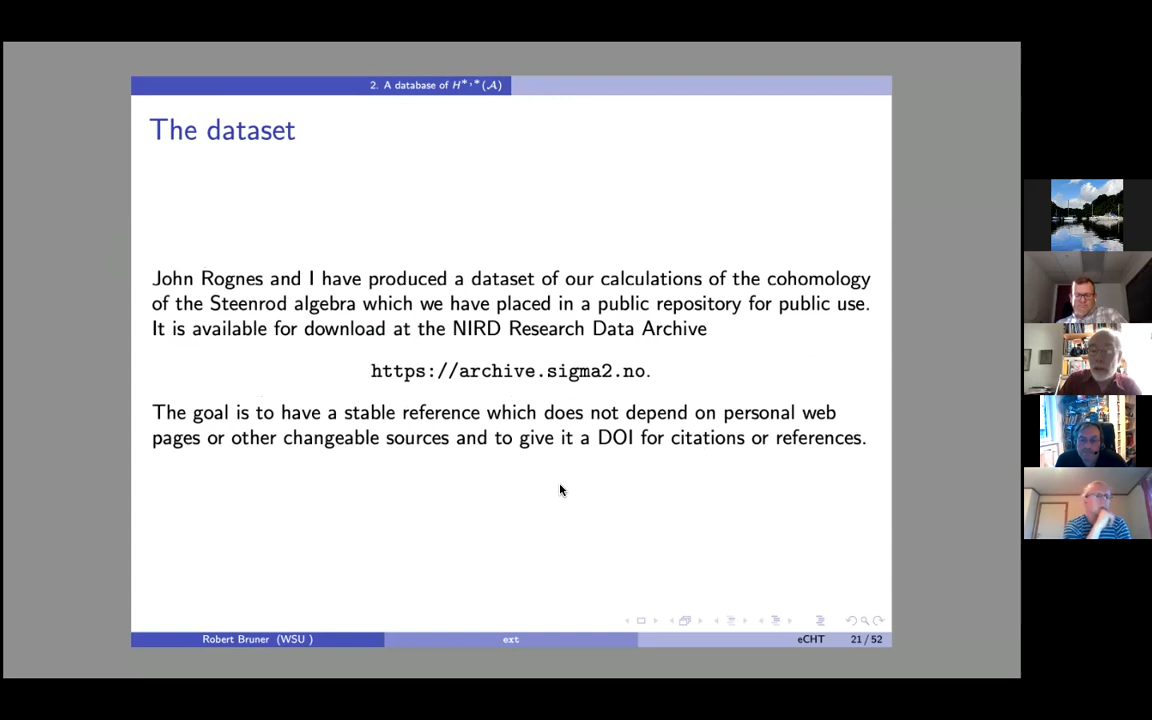 2. A database of H*,*(𝒜)
The dataset
John Rognes and I have produced a dataset of our calculations of the cohomology
of the Steenrod algebra which we have placed in a public repository for public use.
It is available for download at the NIRD Research Data Archive
https://archive.sigma2.no.
The goal is to have a stable reference which does not depend on personal web
pages or other changeable sources and to give it a DOI for citations or references.
Robert Bruner (WSU ) ext eCHT 21 / 52